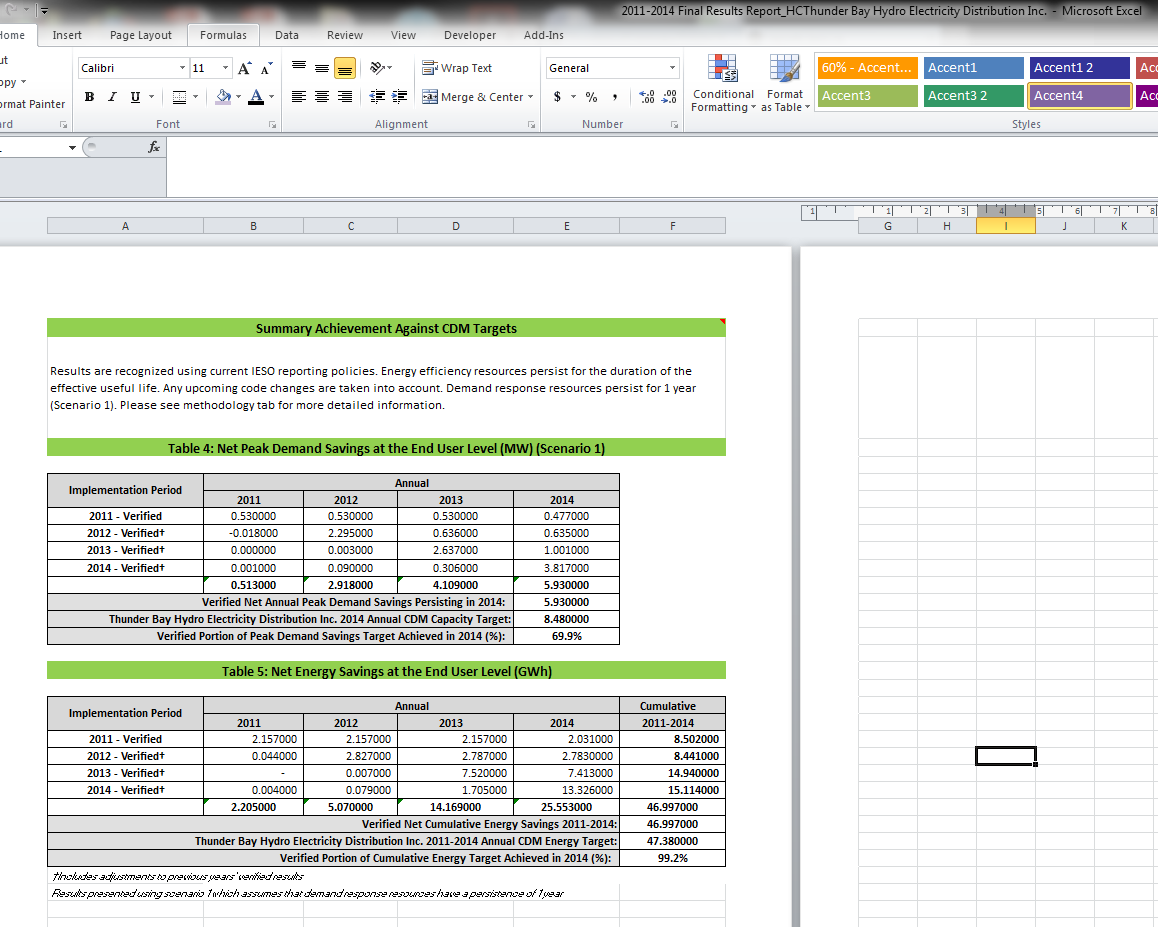 2011-2014 Final Results Report_HCThunder Bay Hydro Electricity Distribution Inc. - Microsoft Excel
Home Insert Page Layout Formulas Data Review View Developer Add-Ins
Calibri 11 Wrap Text General 60% - Accent... Accent1 Accent1 2
B I U Merge & Center $ % , Conditional Formatting Format as Table Accent3 Accent3 2 Accent4
Format Painter
Font Alignment Number Styles
fx
1 1 2 3 4 5 6 7 8
A B C D E F G H I J K
Summary Achievement Against CDM Targets
Results are recognized using current IESO reporting policies. Energy efficiency resources persist for the duration of the
effective useful life. Any upcoming code changes are taken into account. Demand response resources persist for 1 year
(Scenario 1). Please see methodology tab for more detailed information.
Table 4: Net Peak Demand Savings at the End User Level (MW) (Scenario 1)
Implementation Period Annual
2011 2012 2013 2014
2011 - Verified 0.530000 0.530000 0.530000 0.477000
2012 - Verified† -0.018000 2.295000 0.636000 0.635000
2013 - Verified† 0.000000 0.003000 2.637000 1.001000
2014 - Verified† 0.001000 0.090000 0.306000 3.817000
0.513000 2.918000 4.109000 5.930000
Verified Net Annual Peak Demand Savings Persisting in 2014: 5.930000
Thunder Bay Hydro Electricity Distribution Inc. 2014 Annual CDM Capacity Target: 8.480000
Verified Portion of Peak Demand Savings Target Achieved in 2014 (%): 69.9%
Table 5: Net Energy Savings at the End User Level (GWh)
Implementation Period Annual Cumulative
2011 2012 2013 2014 2011-2014
2011 - Verified 2.157000 2.157000 2.157000 2.031000 8.502000
2012 - Verified† 0.044000 2.827000 2.787000 2.7830000 8.441000
2013 - Verified† - 0.007000 7.520000 7.413000 14.940000
2014 - Verified† 0.004000 0.079000 1.705000 13.326000 15.114000
2.205000 5.070000 14.169000 25.553000 46.997000
Verified Net Cumulative Energy Savings 2011-2014: 46.997000
Thunder Bay Hydro Electricity Distribution Inc. 2011-2014 Annual CDM Energy Target: 47.380000
Verified Portion of Cumulative Energy Target Achieved in 2014 (%): 99.2%
†Includes adjustments to previous years' verified results
Results presented using scenario 1 which assumes that demand response resources have a persistence of 1 year